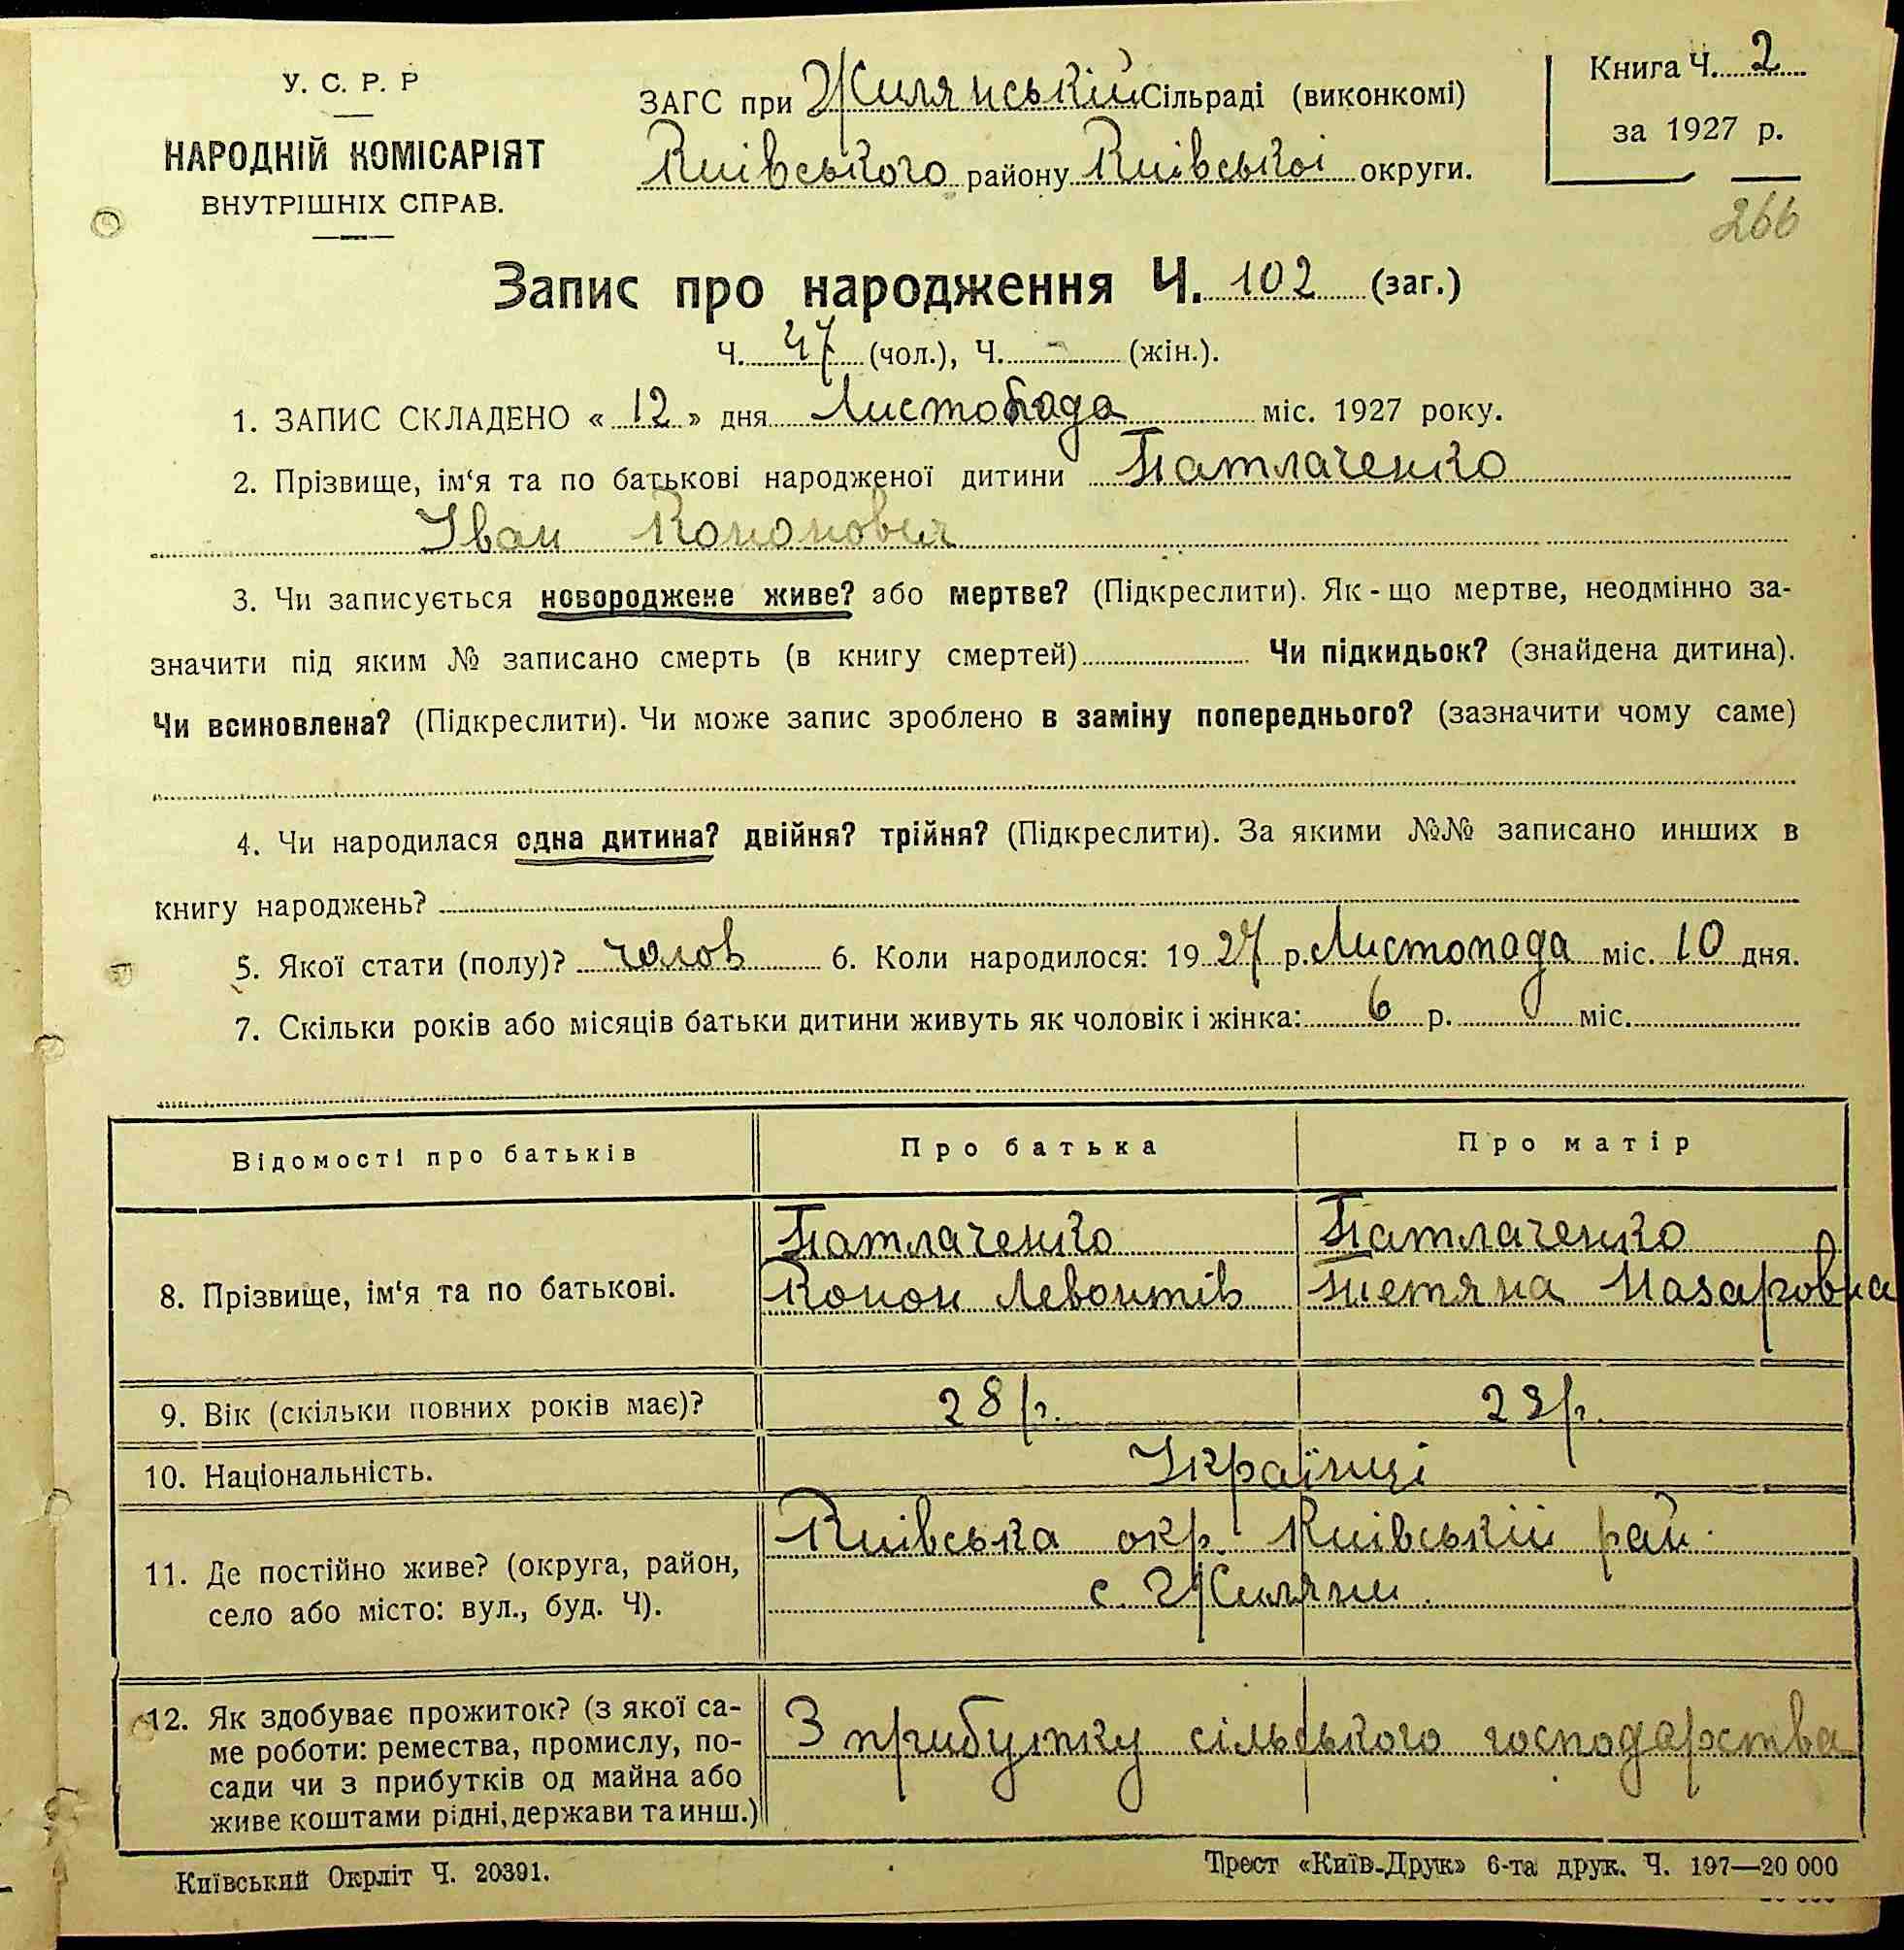 У. С. Р. Р
НАРОДНІЙ КОМІСАРІЯТ
ВНУТРІШНІХ СПРАВ.
ЗАГС при Жилянській Сільраді (виконкомі)
Київського району Київської округи.
Книга Ч. 2
за 1927 р.
266
Запис про народження Ч. 102 (заг.)
Ч. 47 (чол.), Ч. - (жін.).
1. ЗАПИС СКЛАДЕНО « 12 » дня Листопада міс. 1927 року.
2. Прізвище, ім‘я та по батькові народженої дитини Патлаченко
Іван Кононович
3. Чи записується новороджене живе? або мертве? (Підкреслити). Як-що мертве, неодмінно за-
значити під яким № записано смерть (в книгу смертей) Чи підкидьок? (знайдена дитина).
Чи всиновлена? (Підкреслити). Чи може запис зроблено в заміну попереднього? (зазначити чому саме)
4. Чи народилася одна дитина? двійня? трійня? (Підкреслити). За якими №№ записано инших в
книгу народжень?
5. Якої стати (полу)? чолов 6. Коли народилося: 1927 р. Листопада міс. 10 дня.
7. Скільки років або місяців батьки дитини живуть як чоловік і жінка: 6 р. міс.
Відомості про батьків Про батька Про матір
8. Прізвище, ім‘я та по батькові.
Патлаченко
Конон Левонтів
Патлаченко
Тетяна Назаровна
9. Вік (скільки повних років має)? 28 р. 23 р.
10. Національність. Українці
11. Де постійно живе? (округа, район,
село або місто: вул., буд. Ч).
Київська окр. Київській рай.
с. Жиляни
12. Як здобуває прожиток? (з якої са-
ме роботи: ремества, промислу, по-
сади чи з прибутків од майна або
живе коштами рідні, держави та инш.)
З прибутку сільського господарства
Київський Окрліт Ч. 20391.
Трест «Київ-Друк» 6-та друк. Ч. 197—20 000